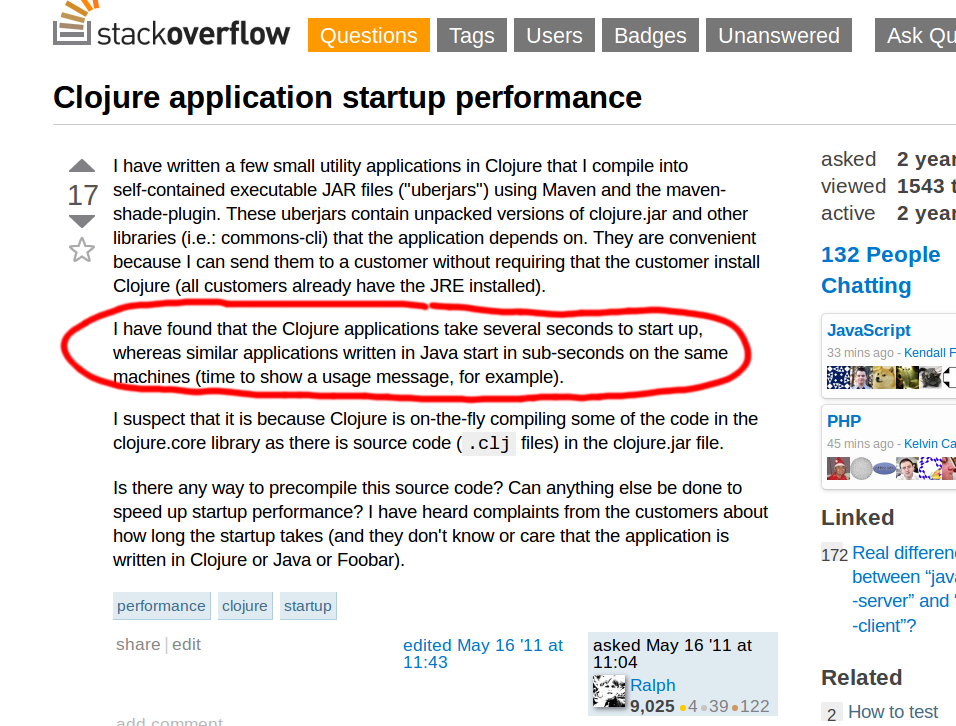 stackoverflow
Questions Tags Users Badges Unanswered Ask Qu
Clojure application startup performance
I have written a few small utility applications in Clojure that I compile into
self-contained executable JAR files ("uberjars") using Maven and the maven-
shade-plugin. These uberjars contain unpacked versions of clojure.jar and other
libraries (i.e.: commons-cli) that the application depends on. They are convenient
because I can send them to a customer without requiring that the customer install
Clojure (all customers already have the JRE installed).
17
I have found that the Clojure applications take several seconds to start up,
whereas similar applications written in Java start in sub-seconds on the same
machines (time to show a usage message, for example).
I suspect that it is because Clojure is on-the-fly compiling some of the code in the
clojure.core library as there is source code ( .clj files) in the clojure.jar file.
Is there any way to precompile this source code? Can anything else be done to
speed up startup performance? I have heard complaints from the customers about
how long the startup takes (and they don't know or care that the application is
written in Clojure or Java or Foobar).
performance clojure startup
share | edit
edited May 16 '11 at
11:43
asked May 16 '11 at
11:04
Ralph
9,025 4 39 122
add comment
asked 2 year
viewed 1543 t
active 2 year
132 People
Chatting
JavaScript
33 mins ago - Kendall F
PHP
45 mins ago - Kelvin Ca
Linked
172 Real differen
between “java
-server” and “
-client”?
Related
2 How to test